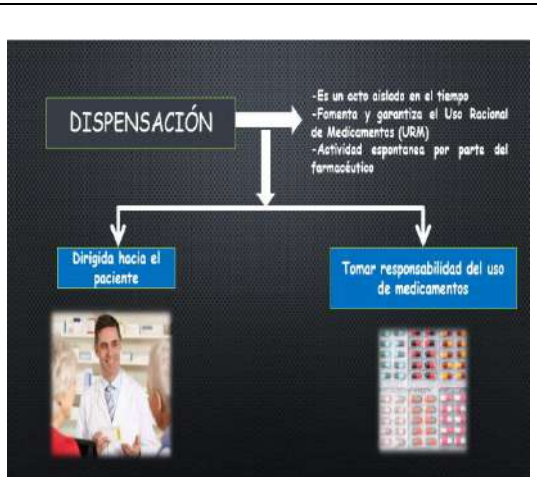 DISPENSACIÓN
-Es un acto aislado en el tiempo
-Fomenta y garantiza el Uso Racional
de Medicamentos (URM)
-Actividad espontanea por parte del
farmacéutico
Dirigida hacia el
paciente
Tomar responsabilidad del uso
de medicamentos